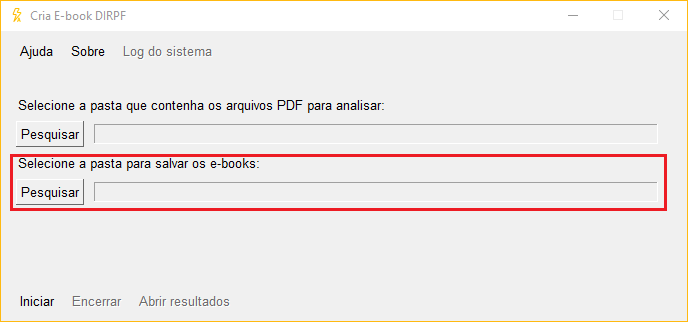 Cria E-book DIRPF
Ajuda Sobre Log do sistema
Selecione a pasta que contenha os arquivos PDF para analisar:
Pesquisar
Selecione a pasta para salvar os e-books:
Pesquisar
Iniciar Encerrar Abrir resultados